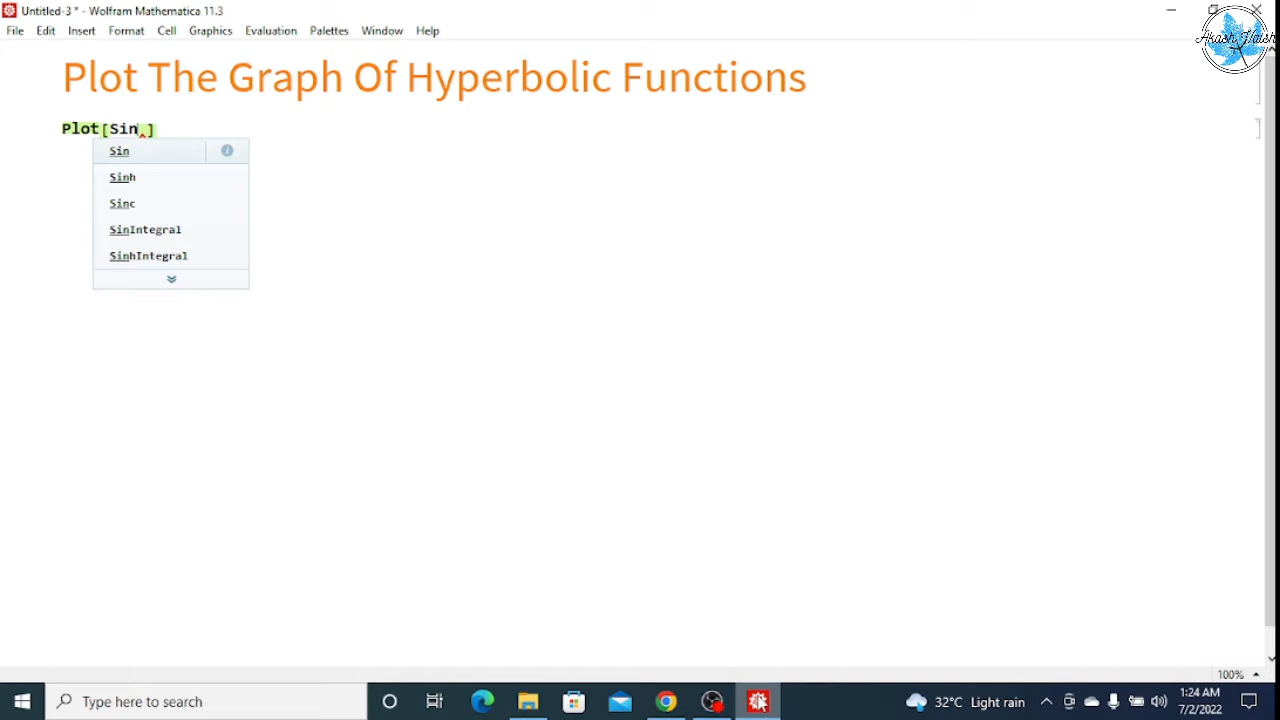 Untitled-3 * - Wolfram Mathematica 11.3
File Edit Insert Format Cell Graphics Evaluation Palettes Window Help
Plot The Graph Of Hyperbolic Functions
Plot[Sin, ]
Sin
Sinh
Sinc
SinIntegral
SinhIntegral
100%
Type here to search
32°C Light rain
1:24 AM
7/2/2022